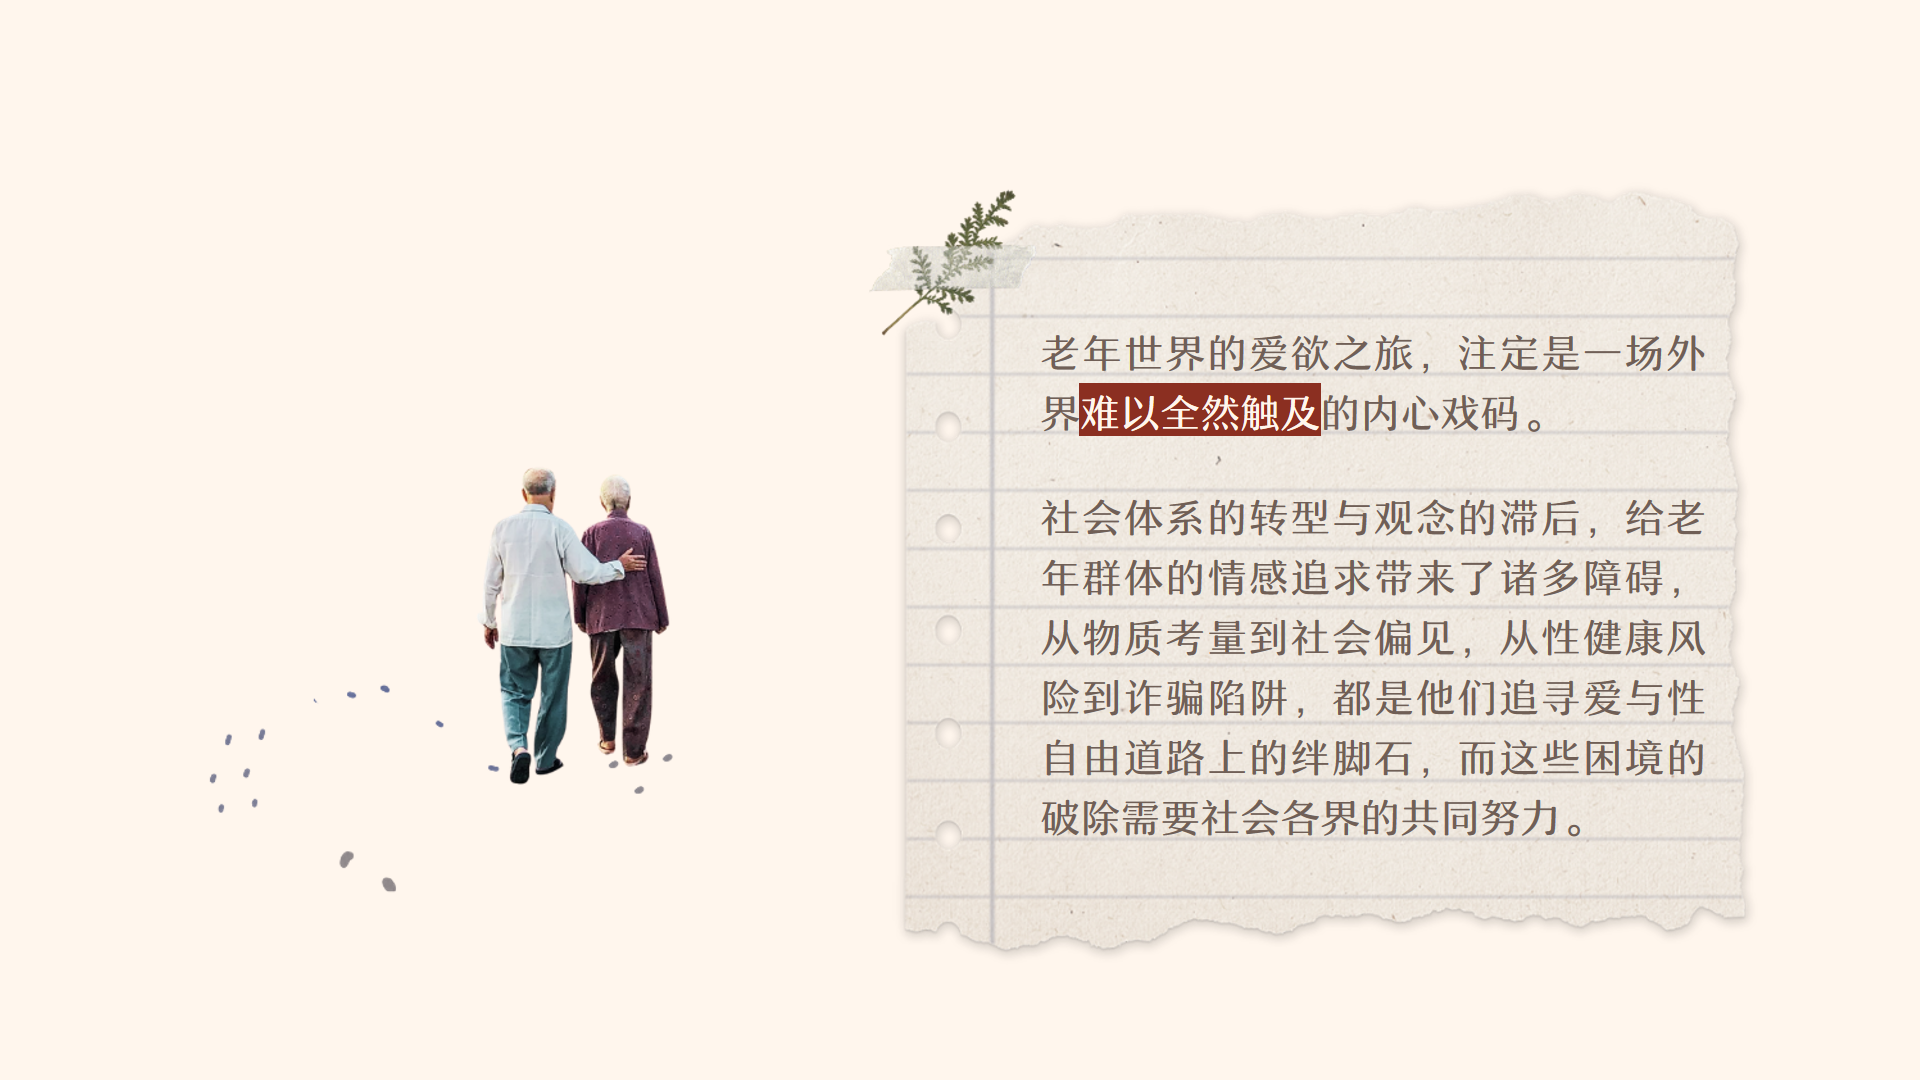 老年世界的爱欲之旅，注定是一场外
界难以全然触及的内心戏码。
社会体系的转型与观念的滞后，给老
年群体的情感追求带来了诸多障碍，
从物质考量到社会偏见，从性健康风
险到诈骗陷阱，都是他们追寻爱与性
自由道路上的绊脚石，而这些困境的
破除需要社会各界的共同努力。